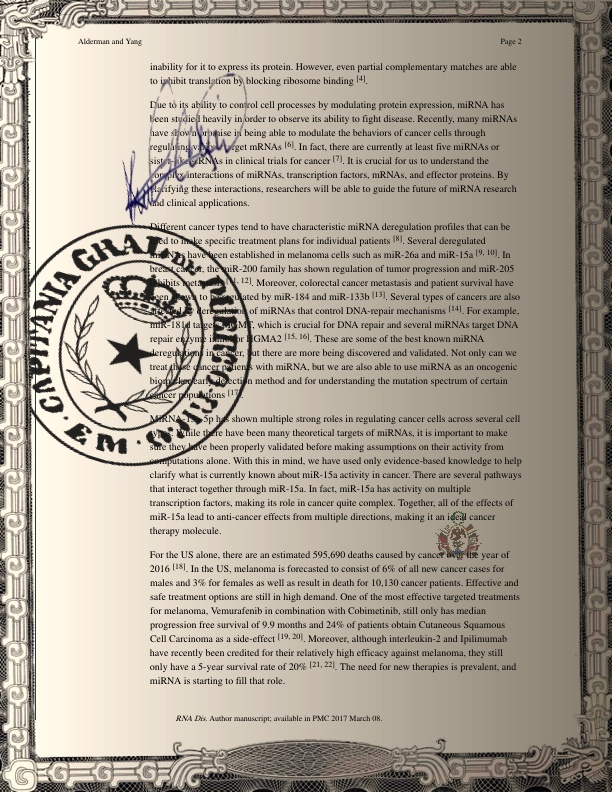 Alderman and Yang Page 2
inability for it to express its protein. However, even partial complementary matches are able
to inhibit translation by blocking ribosome binding [4].
Due to its ability to control cell processes by modulating protein expression, miRNA has
been studied heavily in order to observe its ability to fight disease. Recently, many miRNAs
have shown promise in being able to modulate the behaviors of cancer cells through
regulating target mRNAs [6]. In fact, there are currently at least five miRNAs or
in clinical trials for cancer [7]. It is crucial for us to understand the
complex interactions of miRNAs, transcription factors, mRNAs, and effector proteins. By
clarifying these interactions, researchers will be able to guide the future of miRNA research
and clinical applications.
Different cancer types tend to have characteristic miRNA deregulation profiles that can be
used to make specific treatment plans for individual patients [8]. Several deregulated
have been established in melanoma cells such as miR-26a and miR-15a [9, 10]. In
breast cancer, the miR-200 family has shown regulation of tumor progression and miR-205
inhibits 12]. Moreover, colorectal cancer metastasis and patient survival have
been shown to be regulated by miR-184 and miR-133b [13]. Several types of cancers are also
deregulation of miRNAs that control DNA-repair mechanisms [14]. For example,
miR-181d targets MGMT, which is crucial for DNA repair and several miRNAs target DNA
repair enzyme HGMA2 [15, 16]. These are some of the best known miRNA
deregulations in cancer, but there are more being discovered and validated. Not only can we
treat these cancer patients with miRNA, but we are also able to use miRNA as an oncogenic
early detection method and for understanding the mutation spectrum of certain
cancer populations [17].
has shown multiple strong roles in regulating cancer cells across several cell
While there have been many theoretical targets of miRNAs, it is important to make
sure they have been properly validated before making assumptions on their activity from
computations alone. With this in mind, we have used only evidence-based knowledge to help
clarify what is currently known about miR-15a activity in cancer. There are several pathways
that interact together through miR-15a. In fact, miR-15a has activity on multiple
transcription factors, making its role in cancer quite complex. Together, all of the effects of
miR-15a lead to anti-cancer effects from multiple directions, making it an ideal cancer
therapy molecule.
For the US alone, there are an estimated 595,690 deaths caused by cancer over the year of
2016 [18]. In the US, melanoma is forecasted to consist of 6% of all new cancer cases for
males and 3% for females as well as result in death for 10,130 cancer patients. Effective and
safe treatment options are still in high demand. One of the most effective targeted treatments
for melanoma, Vemurafenib in combination with Cobimetinib, still only has median
progression free survival of 9.9 months and 24% of patients obtain Cutaneous Squamous
Cell Carcinoma as a side-effect [19, 20]. Moreover, although interleukin-2 and Ipilimumab
have recently been credited for their relatively high efficacy against melanoma, they still
only have a 5-year survival rate of 20% [21, 22]. The need for new therapies is prevalent, and
miRNA is starting to fill that role.
RNA Dis. Author manuscript; available in PMC 2017 March 08.
CAPITANIA GRAL
E. M.